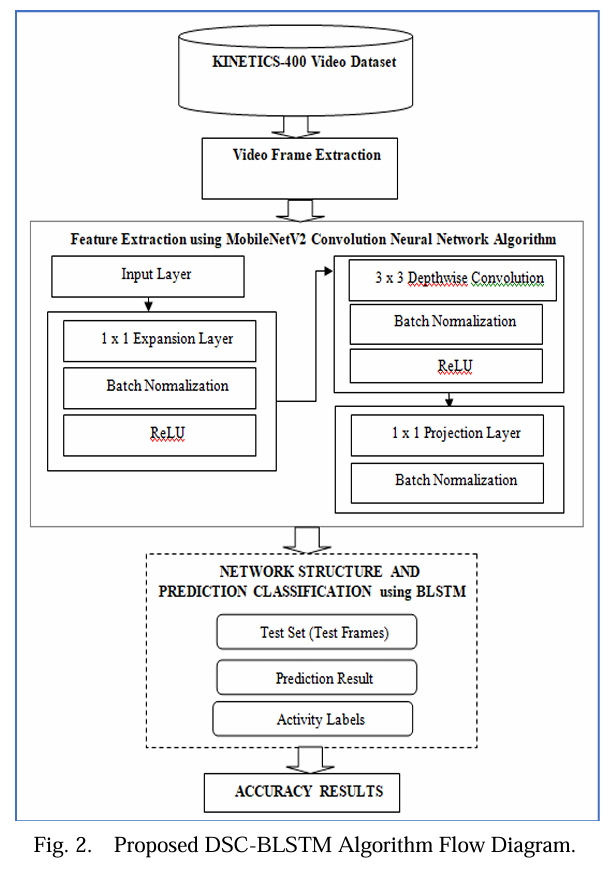 KINETICS-400 Video Dataset
Video Frame Extraction
Feature Extraction using MobileNetV2 Convolution Neural Network Algorithm
Input Layer
1 x 1 Expansion Layer
Batch Normalization
ReLU
3 x 3 Depthwise Convolution
Batch Normalization
ReLU
1 x 1 Projection Layer
Batch Normalization
NETWORK STRUCTURE AND
PREDICTION CLASSIFICATION using BLSTM
Test Set (Test Frames)
Prediction Result
Activity Labels
ACCURACY RESULTS
Fig. 2. Proposed DSC-BLSTM Algorithm Flow Diagram.